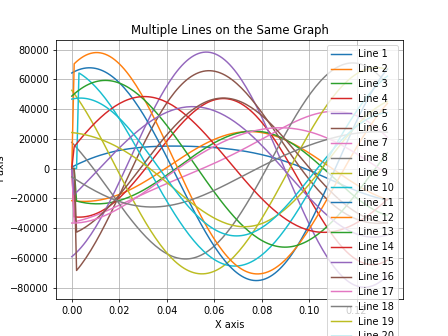 Multiple Lines on the Same Graph
80000
60000
40000
20000
0
−20000
−40000
−60000
−80000
0.00
0.02
0.04
0.06
0.08
0.10
X axis
Line 1
Line 2
Line 3
Line 4
Line 5
Line 6
Line 7
Line 8
Line 9
Line 10
Line 11
Line 12
Line 13
Line 14
Line 15
Line 16
Line 17
Line 18
Line 19
Line 20